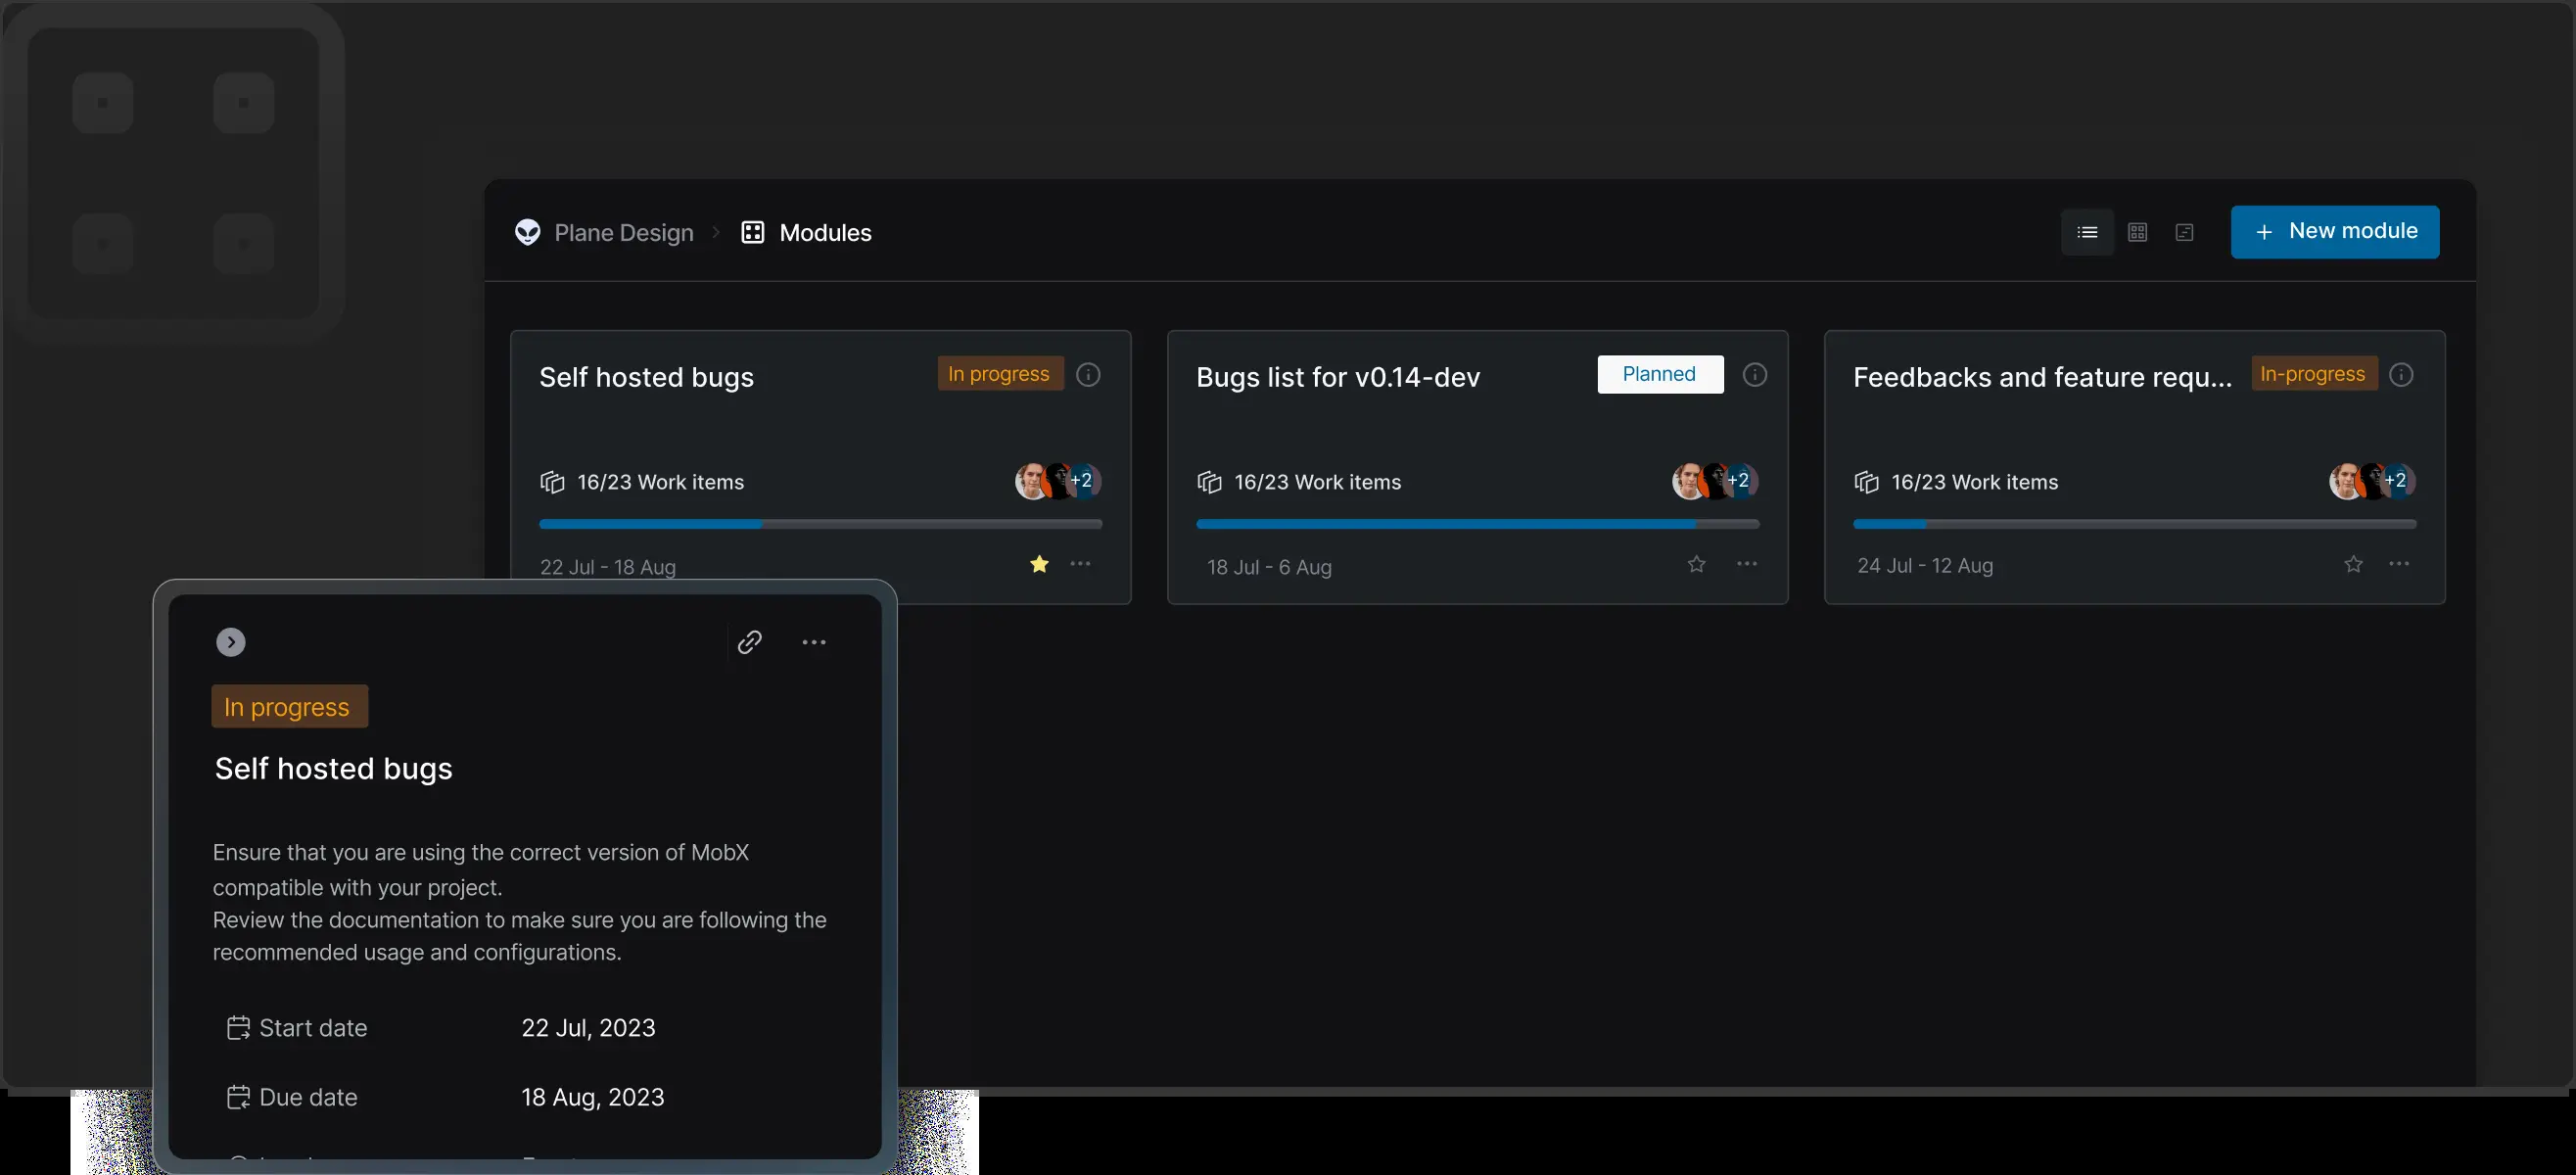 Plane Design
Modules
New module
Self hosted bugs
In progress
Bugs list for v0.14-dev
Planned
Feedbacks and feature requ...
In-progress
16/23 Work items
+2
16/23 Work items
+2
16/23 Work items
+2
22 Jul - 18 Aug
18 Jul - 6 Aug
24 Jul - 12 Aug
In progress
Self hosted bugs
Ensure that you are using the correct version of MobX
compatible with your project.
Review the documentation to make sure you are following the
recommended usage and configurations.
Start date
22 Jul, 2023
Due date
18 Aug, 2023